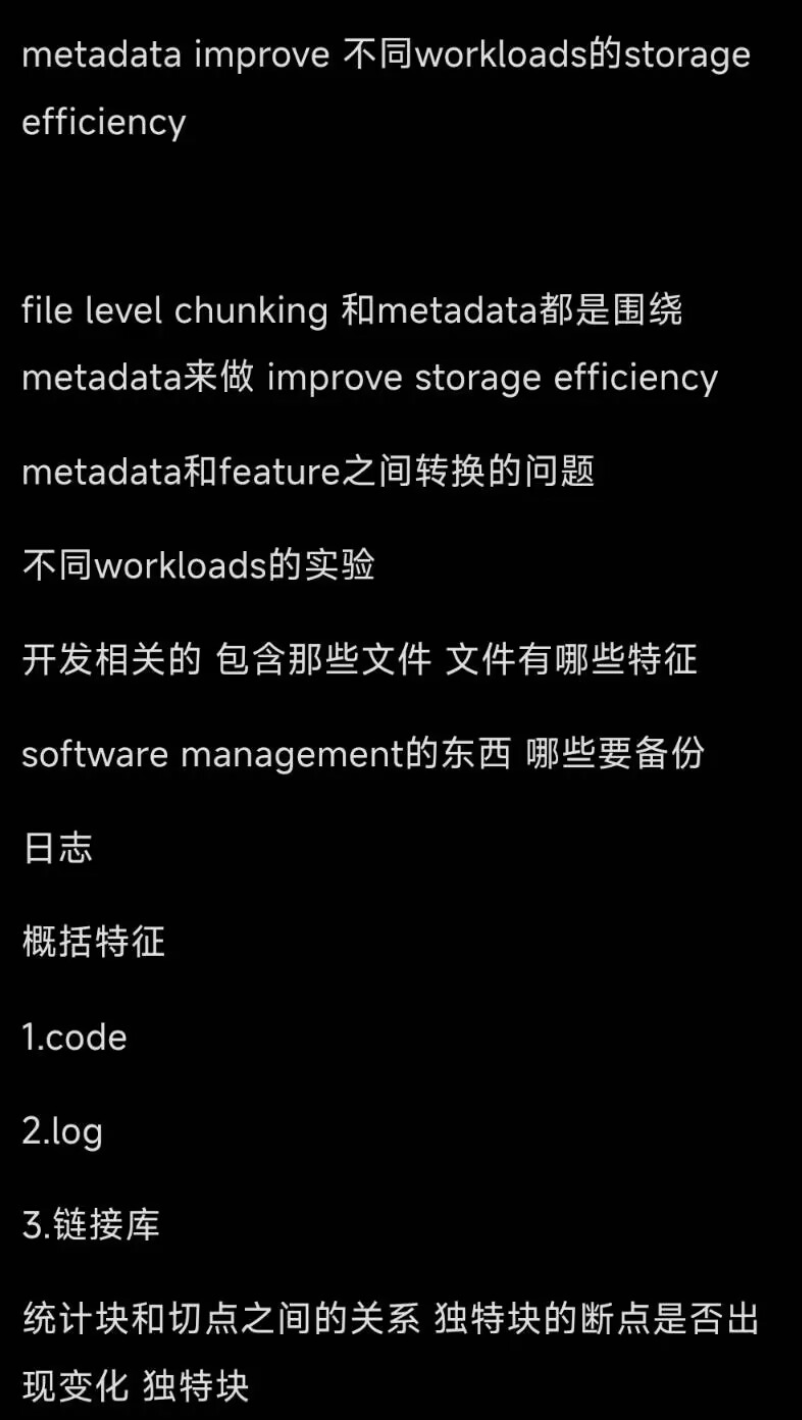 metadata improve 不同workloads的storage
efficiency
file level chunking 和metadata都是围绕
metadata来做 improve storage efficiency
metadata和feature之间转换的问题
不同workloads的实验
开发相关的 包含那些文件 文件有哪些特征
software management的东西 哪些要备份
日志
概括特征
1.code
2.log
3.链接库
统计块和切点之间的关系 独特块的断点是否出
现变化 独特块